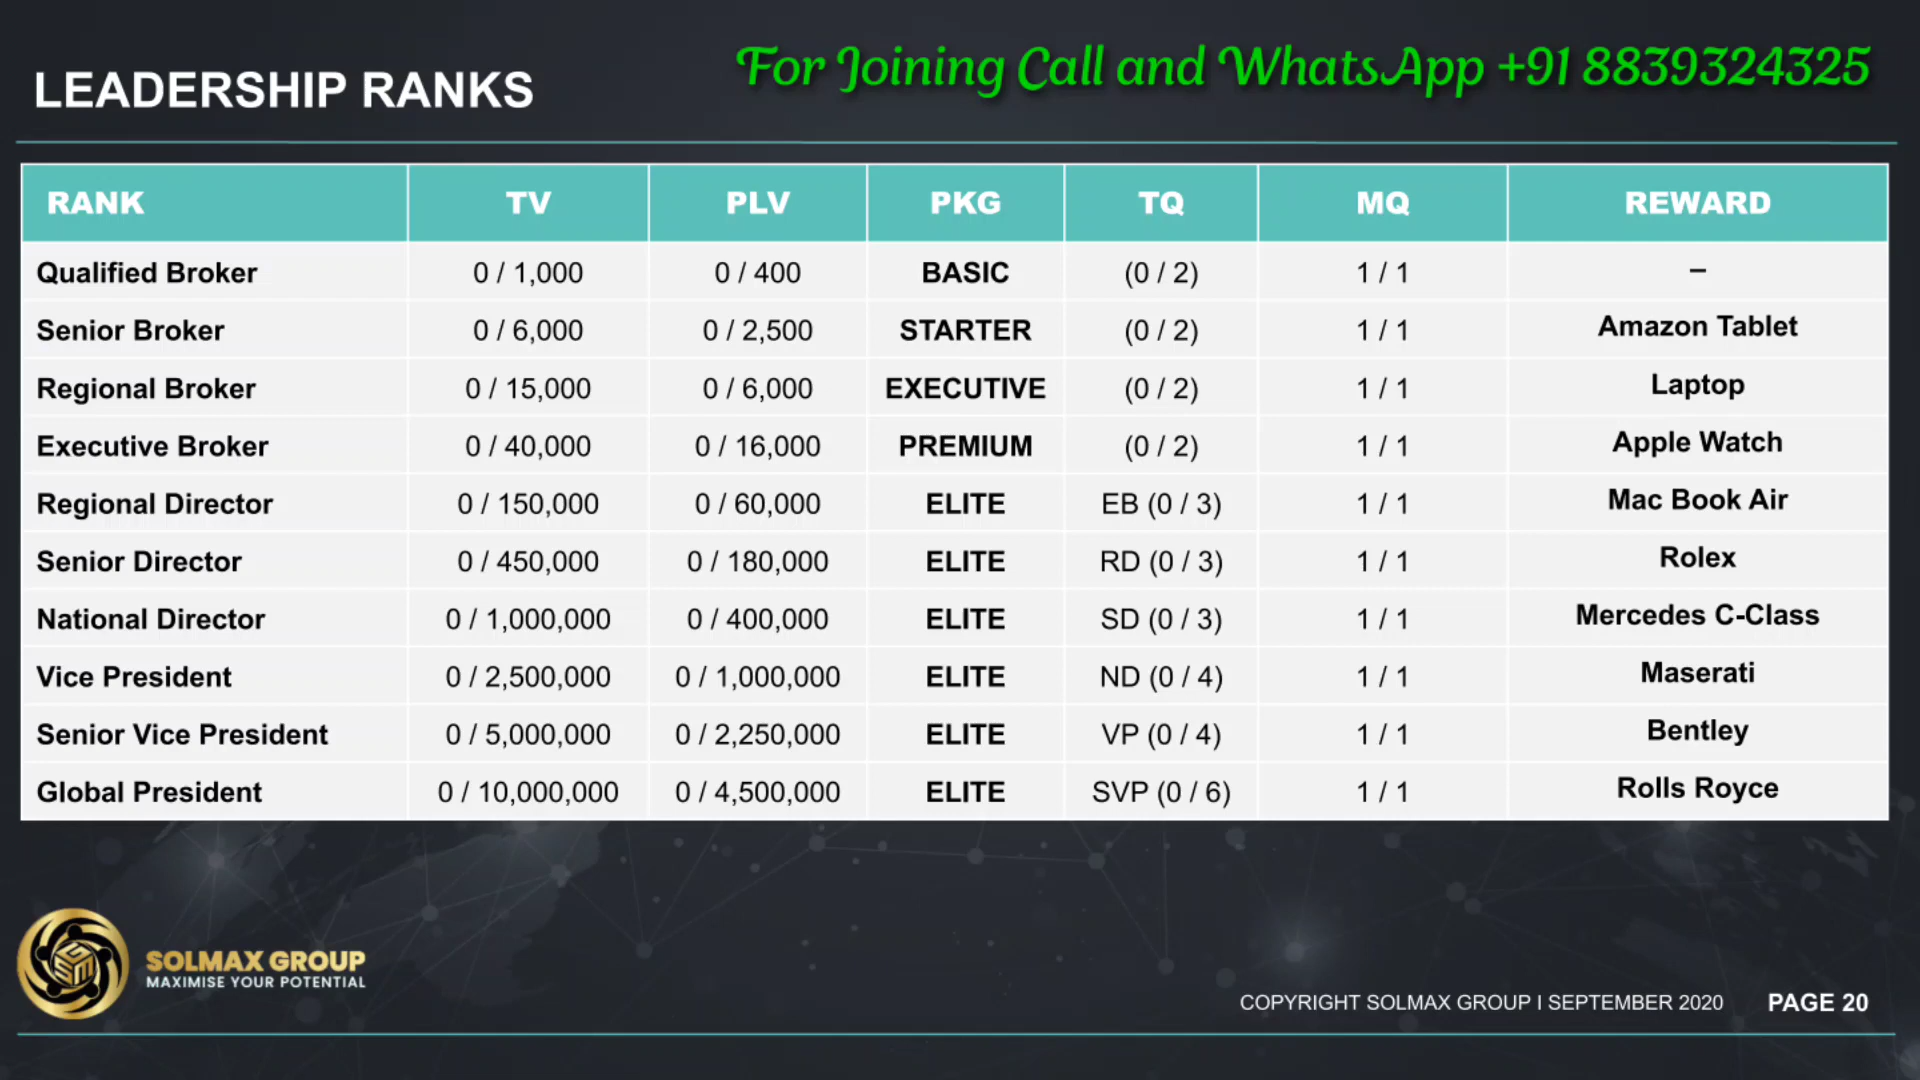 LEADERSHIP RANKS
For Joining Call and WhatsApp +91 8839324325
RANK TV PLV PKG TQ MQ REWARD
Qualified Broker 0 / 1,000 0 / 400 BASIC (0 / 2) 1 / 1 –
Senior Broker 0 / 6,000 0 / 2,500 STARTER (0 / 2) 1 / 1 Amazon Tablet
Regional Broker 0 / 15,000 0 / 6,000 EXECUTIVE (0 / 2) 1 / 1 Laptop
Executive Broker 0 / 40,000 0 / 16,000 PREMIUM (0 / 2) 1 / 1 Apple Watch
Regional Director 0 / 150,000 0 / 60,000 ELITE EB (0 / 3) 1 / 1 Mac Book Air
Senior Director 0 / 450,000 0 / 180,000 ELITE RD (0 / 3) 1 / 1 Rolex
National Director 0 / 1,000,000 0 / 400,000 ELITE SD (0 / 3) 1 / 1 Mercedes C-Class
Vice President 0 / 2,500,000 0 / 1,000,000 ELITE ND (0 / 4) 1 / 1 Maserati
Senior Vice President 0 / 5,000,000 0 / 2,250,000 ELITE VP (0 / 4) 1 / 1 Bentley
Global President 0 / 10,000,000 0 / 4,500,000 ELITE SVP (0 / 6) 1 / 1 Rolls Royce
GSM
SOLMAX GROUP
MAXIMISE YOUR POTENTIAL
COPYRIGHT SOLMAX GROUP I SEPTEMBER 2020 PAGE 20